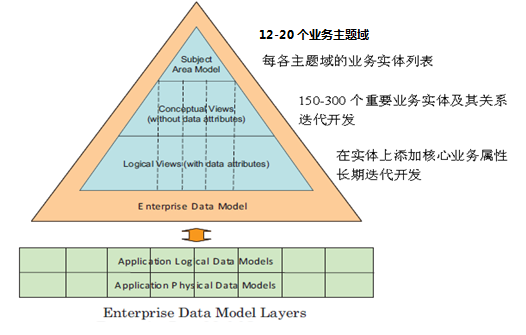 12-20 个业务主题域
每各主题域的业务实体列表
Subject
Area Model
150-300 个重要业务实体及其关系
迭代开发
Conceptual Views
(without data attributes)
在实体上添加核心业务属性
长期迭代开发
Logical Views (with data attributes)
Enterprise Data Model
Application Logical Data Models
Application Physical Data Models
Enterprise Data Model Layers